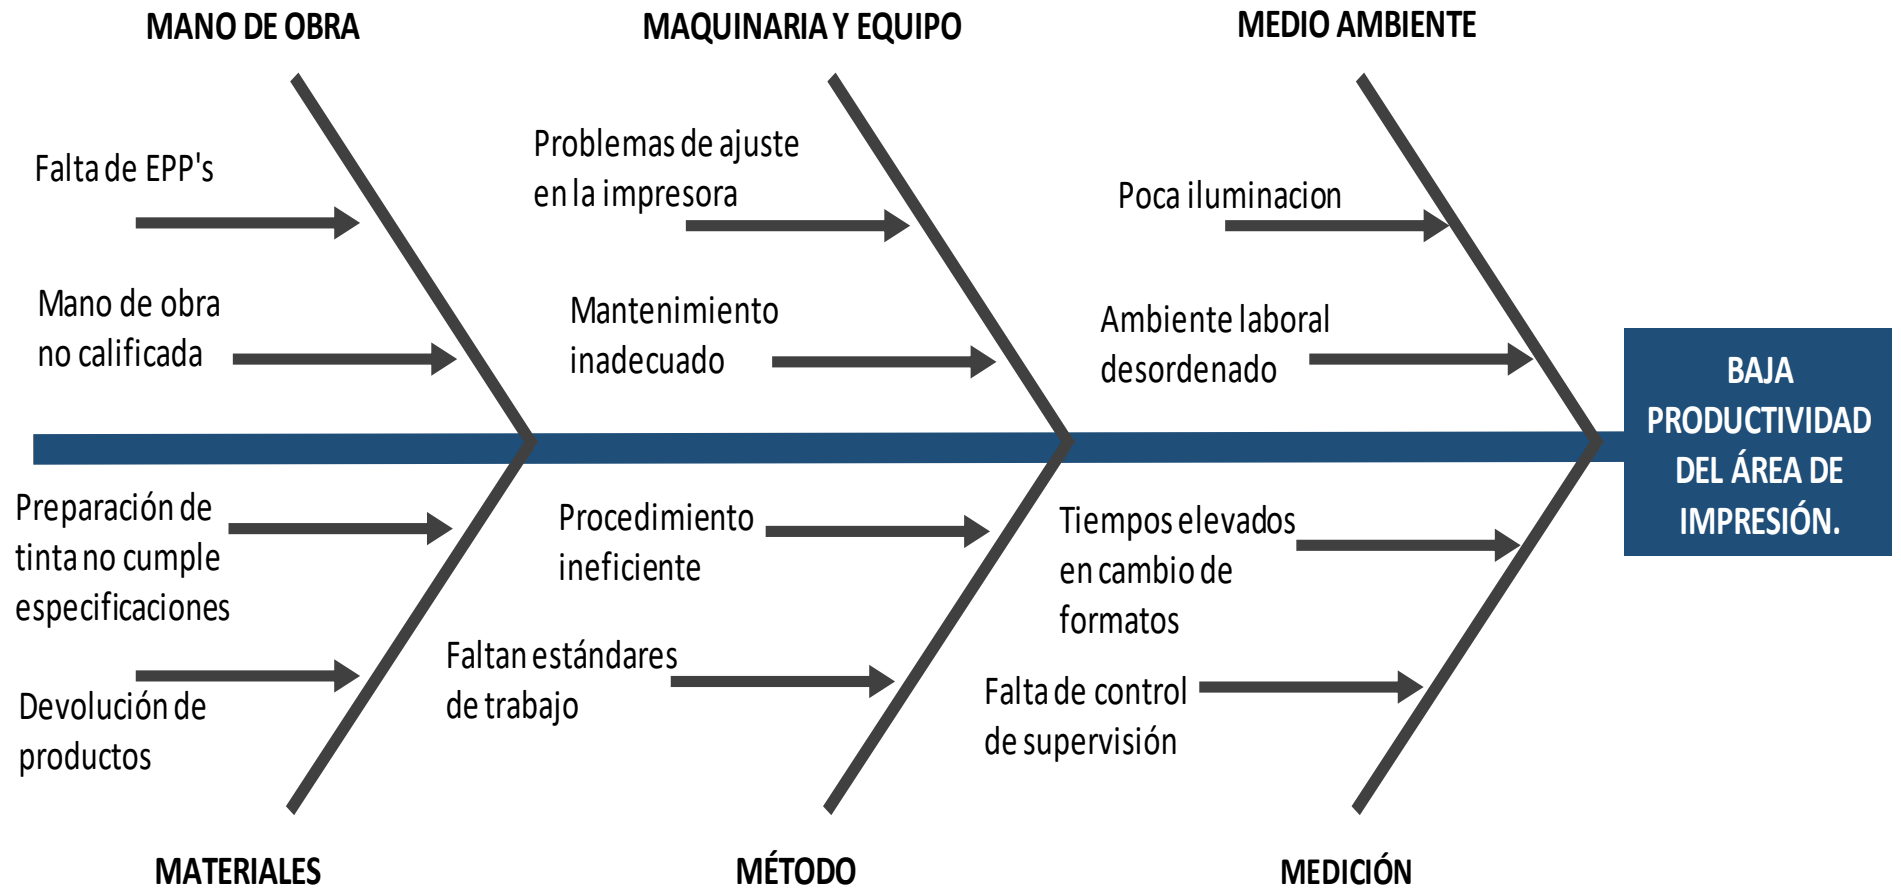 MANO DE OBRA
MAQUINARIA Y EQUIPO
MEDIO AMBIENTE
Falta de EPP's
Mano de obra
no calificada
Problemas de ajuste
en la impresora
Mantenimiento
inadecuado
Poca iluminacion
Ambiente laboral
desordenado
BAJA
PRODUCTIVIDAD
DEL ÁREA DE
IMPRESIÓN.
Preparación de
tinta no cumple
especificaciones
Devolución de
productos
Procedimiento
ineficiente
Faltan estándares
de trabajo
Tiempos elevados
en cambio de
formatos
Falta de control
de supervisión
MATERIALES
MÉTODO
MEDICIÓN